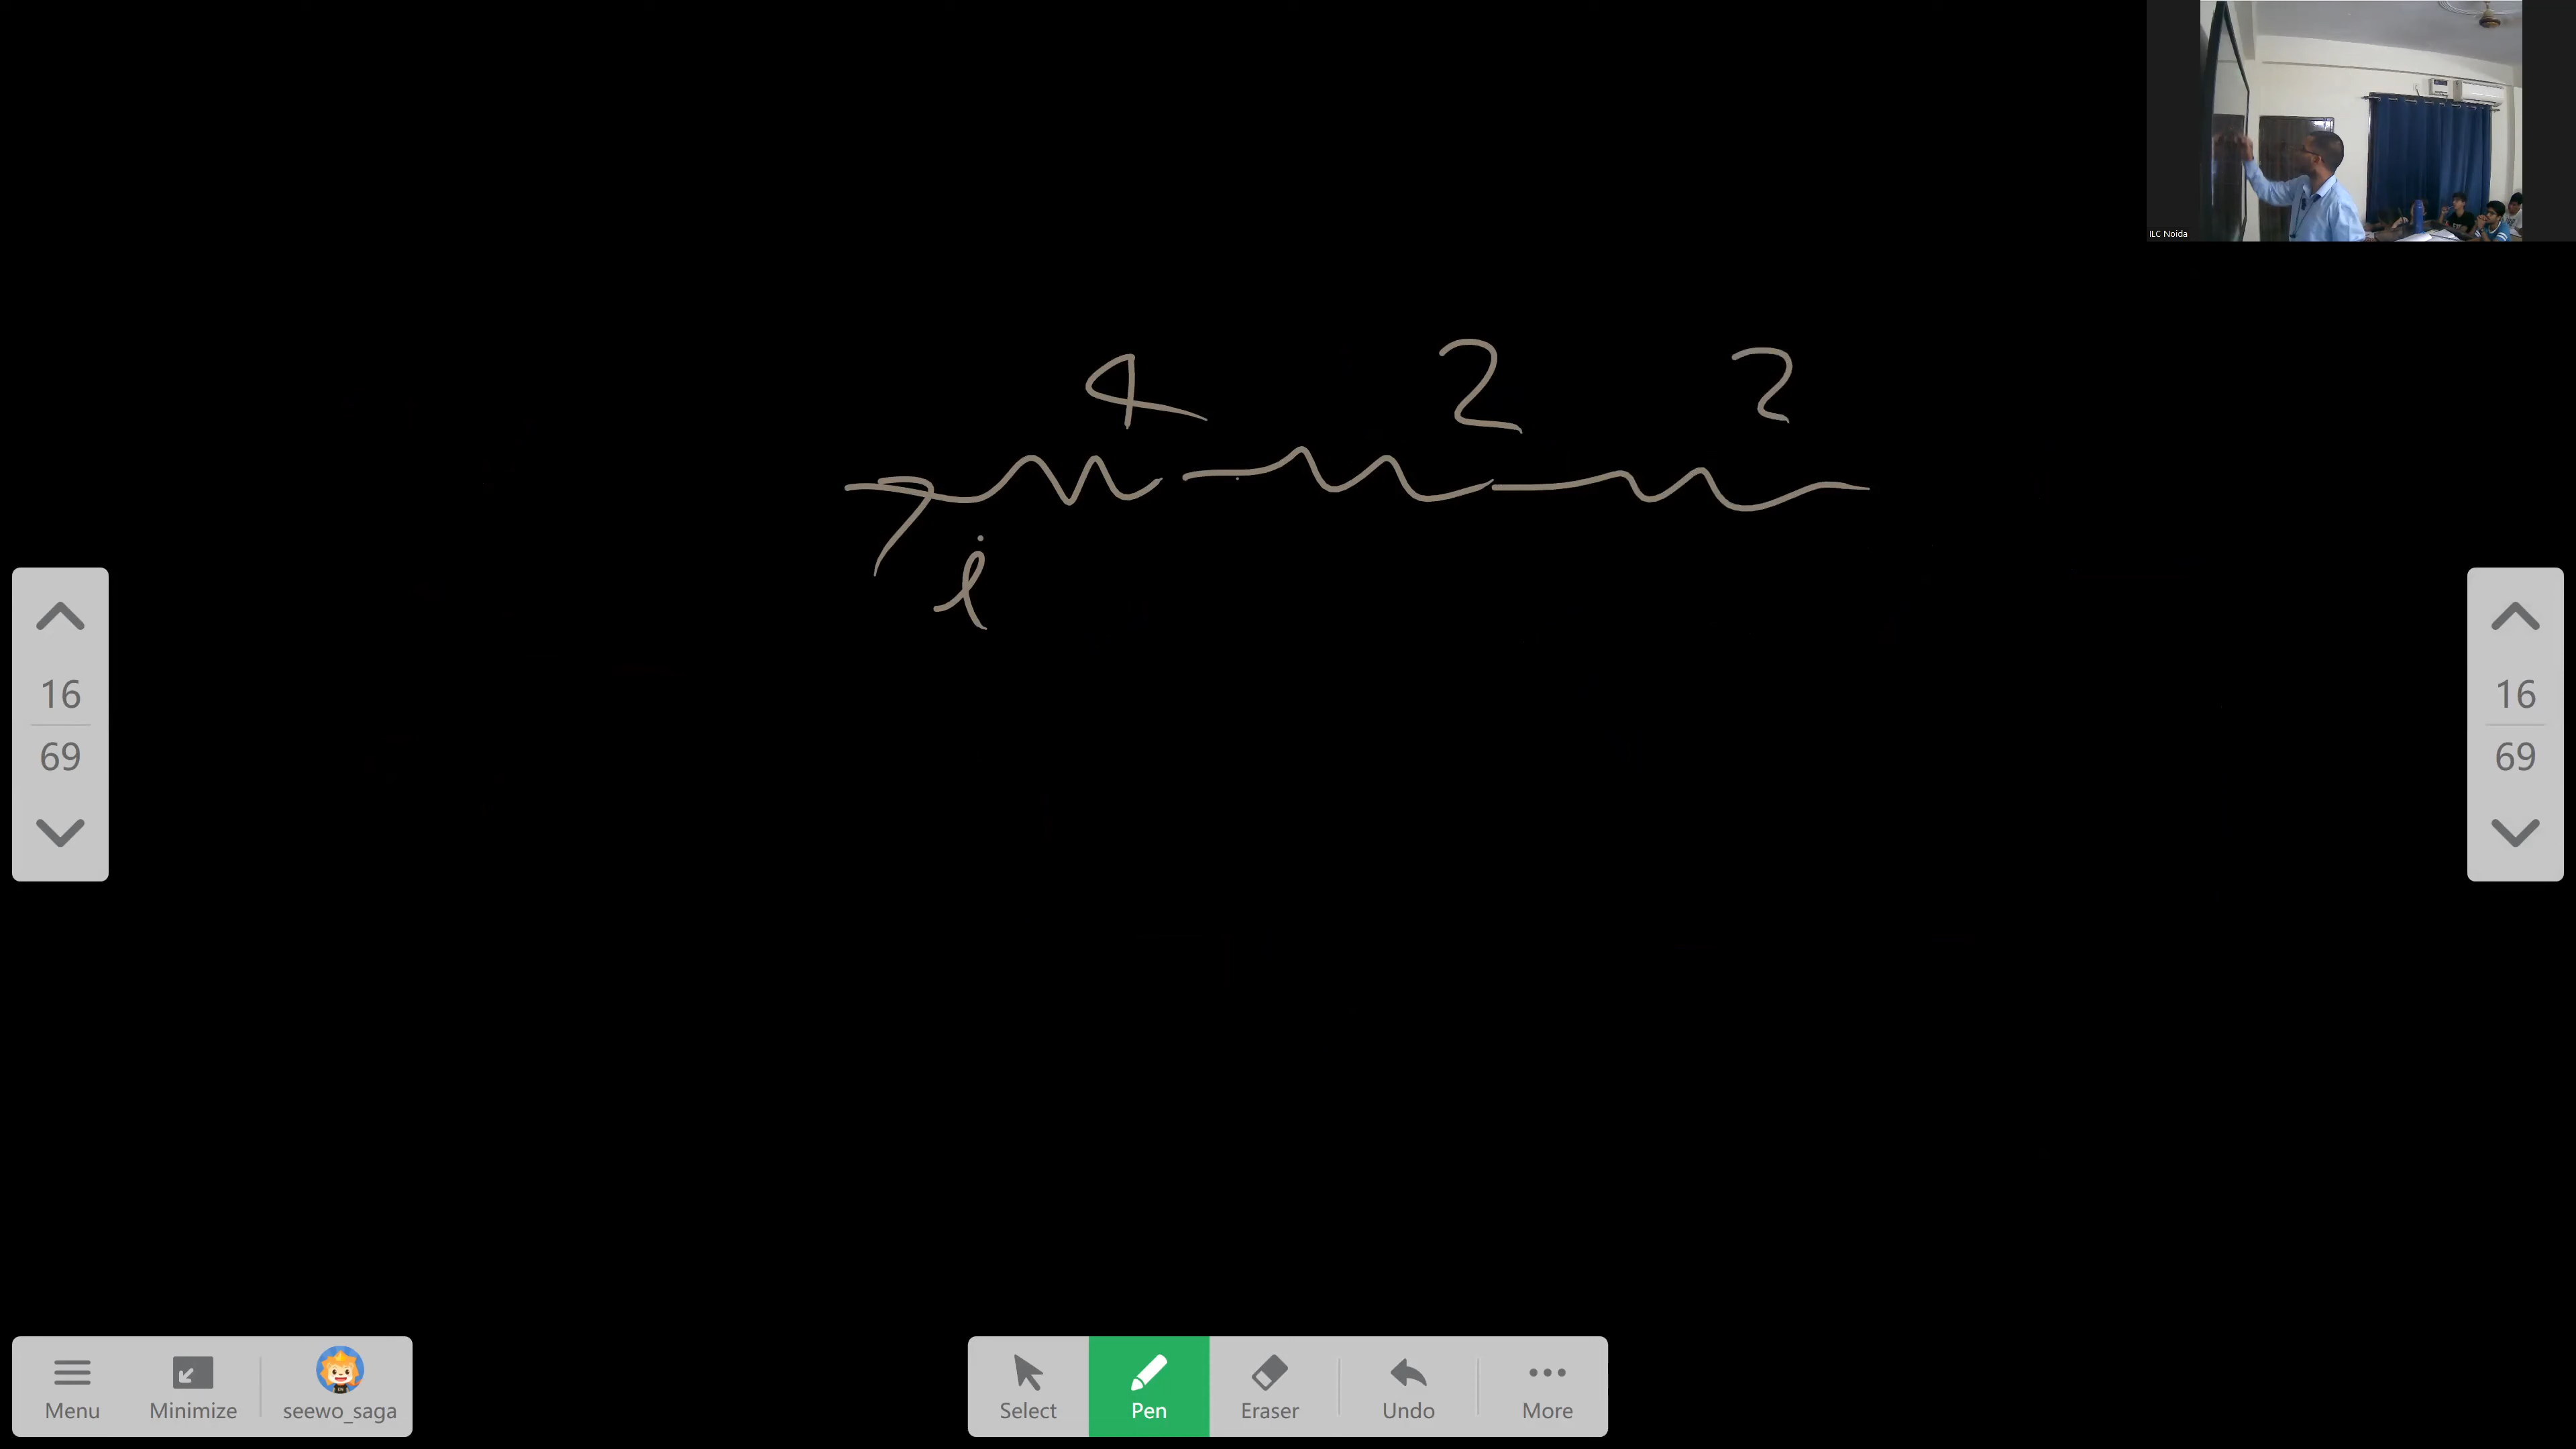 ILC Noida
4 2 2
i
16 16
69 69
Menu Minimize seewo_saga Select Pen Eraser Undo More